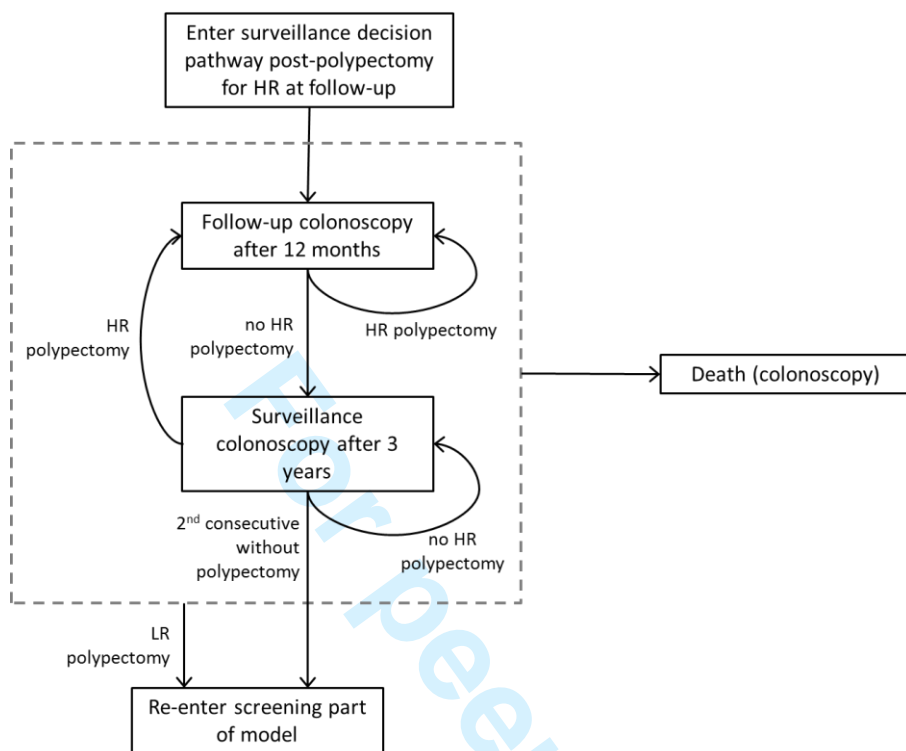 Enter surveillance decision
pathway post-polypectomy
for HR at follow-up
Follow-up colonoscopy
after 12 months
HR
polypectomy
no HR
polypectomy
HR polypectomy
Death (colonoscopy)
Surveillance
colonoscopy after 3
years
2nd consecutive
without
polypectomy
no HR
polypectomy
LR
polypectomy
Re-enter screening part
of model
For peer